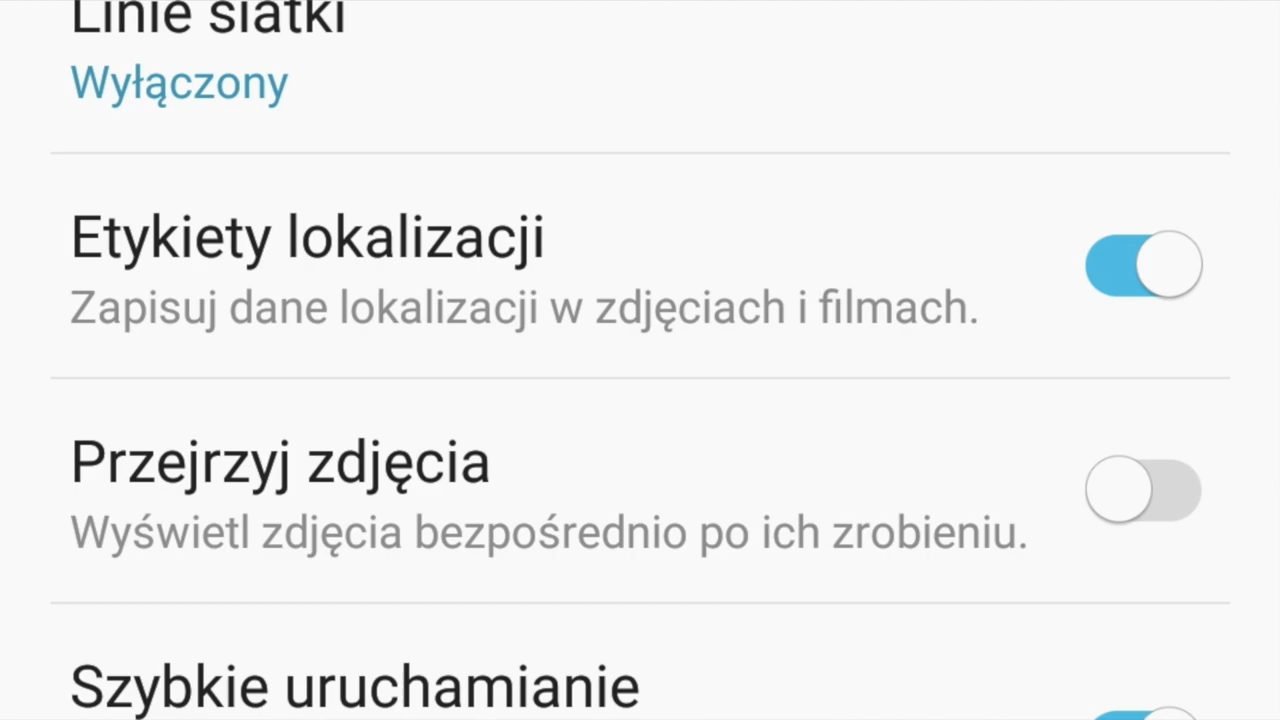 Linie siatki
Wyłączony
Etykiety lokalizacji
Zapisuj dane lokalizacji w zdjęciach i filmach.
Przejrzyj zdjęcia
Wyświetl zdjęcia bezpośrednio po ich zrobieniu.
Szybkie uruchamianie